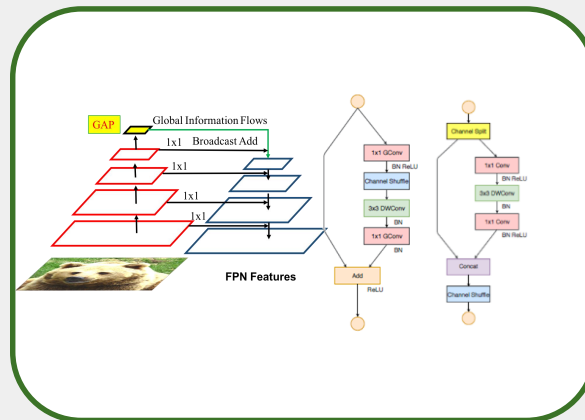 GAP
Global Information Flows
1x1
Broadcast Add
1x1
1x1
1x1
FPN Features
1x1 GConv
BN ReLU
Channel Shuffle
3x3 DWConv
BN
1x1 GConv
BN
Add
ReLU
Channel Split
1x1 Conv
BN ReLU
3x3 DWConv
BN
1x1 Conv
BN ReLU
Concat
Channel Shuffle